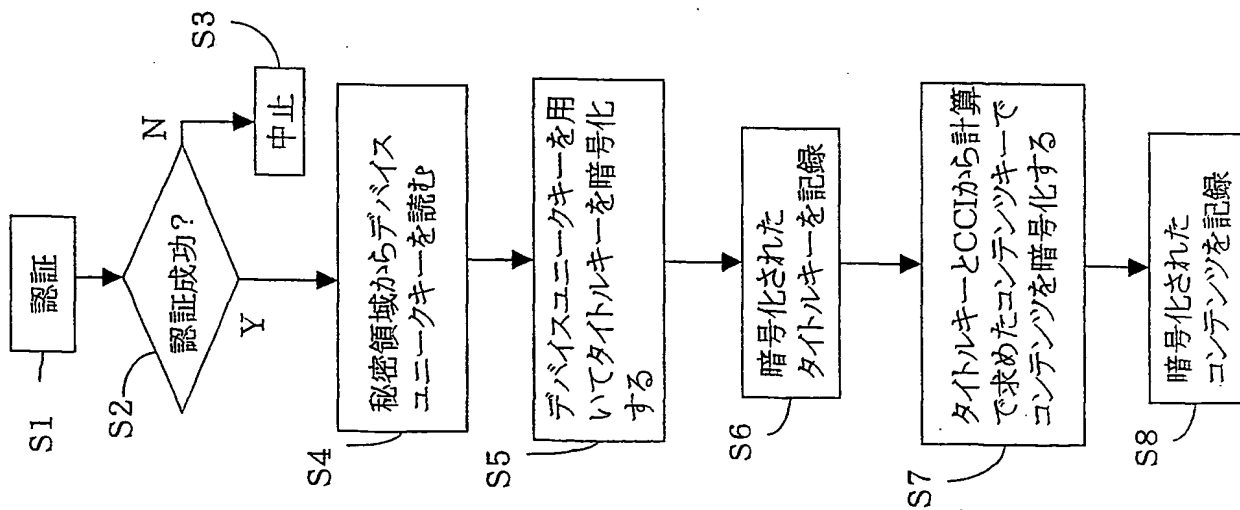 S1
認証
S2
認証成功?
N
S3
中止
Y
S4
秘密領域からデバイス
ユニークキーを読む
S5
デバイスユニークキーを用
いてタイトルキーを暗号化
する
S6
暗号化された
タイトルキーを記録
S7
タイトルキーとCCIから計算
で求めたコンテンツキーで
コンテンツを暗号化する
S8
暗号化された
コンテンツを記録